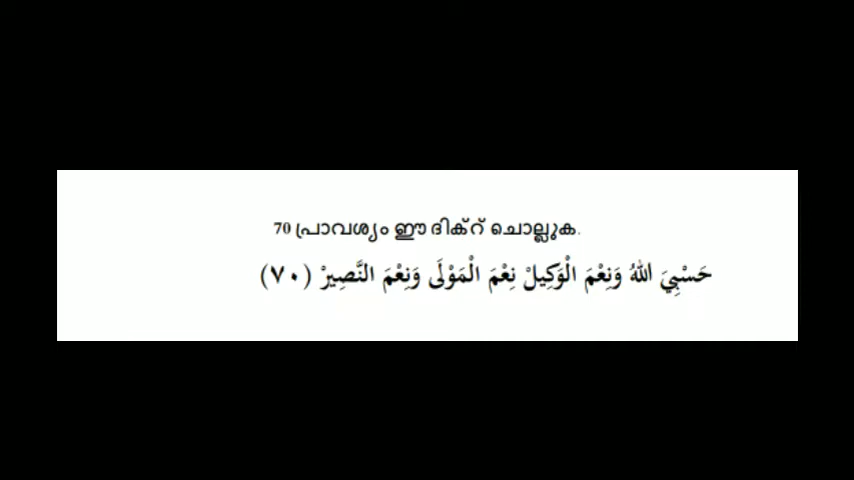 70 പ്രാവശ്യം ഈ ദിക്റ് ചൊല്ലുക.
حَسْبِيَ اللهُ وَنِعْمَ الْوَكِيلْ نِعْمَ الْمَوْلَى وَنِعْمَ النَّصِيرْ (٧٠)